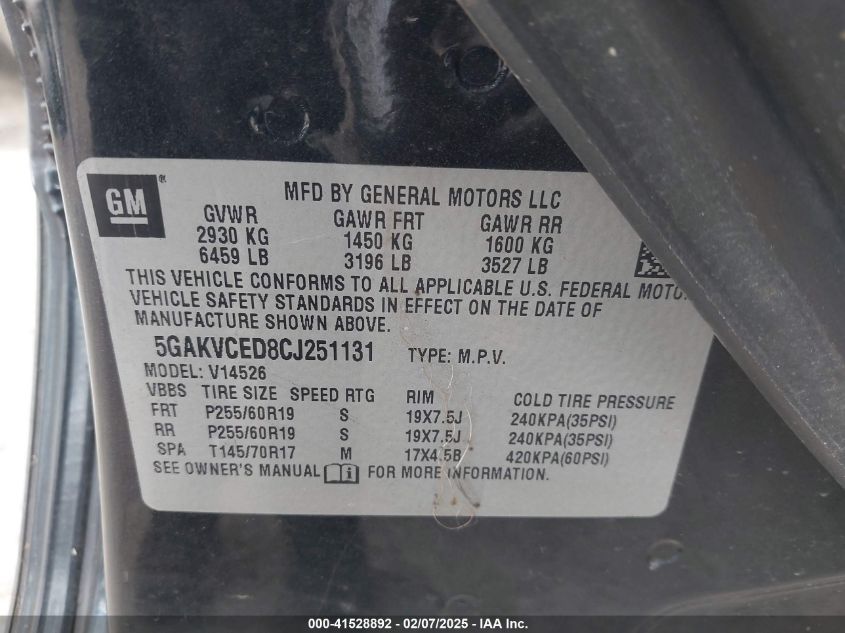 GM ® MFD BY GENERAL MOTORS LLC
GVWR GAWR FRT GAWR RR
2930 KG 1450 KG 1600 KG
6459 LB 3196 LB 3527 LB
THIS VEHICLE CONFORMS TO ALL APPLICABLE U.S. FEDERAL
VEHICLE SAFETY STANDARDS IN EFFECT ON THE DATE OF
MANUFACTURE SHOWN ABOVE.
5GAKVCED8CJ251131 TYPE: M.P.V.
MODEL: V14526
VBBS TIRE SIZE SPEED RTG RIM COLD TIRE PRESSURE
FRT P255/60R19 S 19X7.5J 240KPA(35PSI)
RR P255/60R19 S 19X7.5J 240KPA(35PSI)
SPA T145/70R17 M 17X4.5B 420KPA(60PSI)
SEE OWNER'S MANUAL FOR MORE INFORMATION.
000-41528892 - 02/07/2025 - IAA Inc.